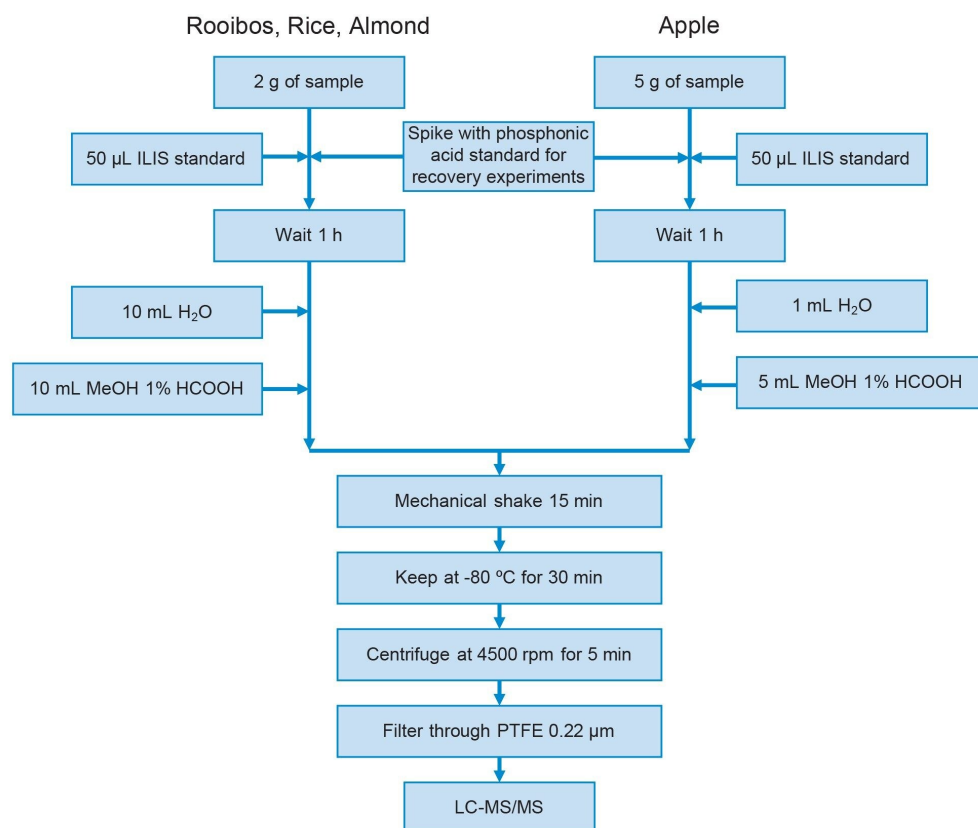 Rooibos, Rice, Almond
Apple
2 g of sample
5 g of sample
50 µL ILIS standard
Spike with phosphonic
acid standard for
recovery experiments
50 µL ILIS standard
Wait 1 h
Wait 1 h
10 mL H₂O
1 mL H₂O
10 mL MeOH 1% HCOOH
5 mL MeOH 1% HCOOH
Mechanical shake 15 min
Keep at -80 ºC for 30 min
Centrifuge at 4500 rpm for 5 min
Filter through PTFE 0.22 µm
LC-MS/MS